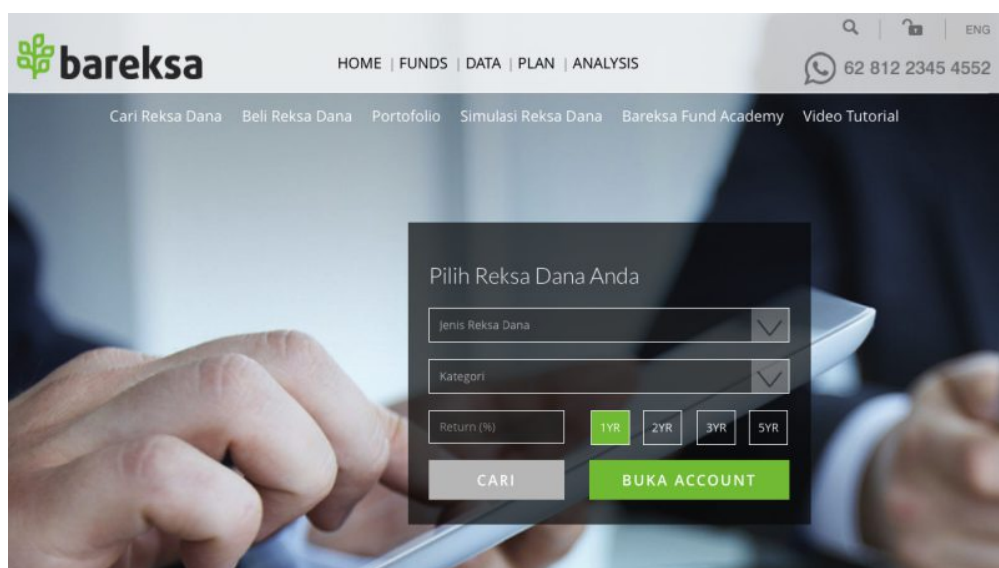 ENG
bareksa
HOME | FUNDS | DATA | PLAN | ANALYSIS
62 812 2345 4552
Cari Reksa Dana Beli Reksa Dana Portofolio Simulasi Reksa Dana Bareksa Fund Academy Video Tutorial
Pilih Reksa Dana Anda
Jenis Reksa Dana
Kategori
Return (%) 1YR 2YR 3YR 5YR
CARI BUKA ACCOUNT